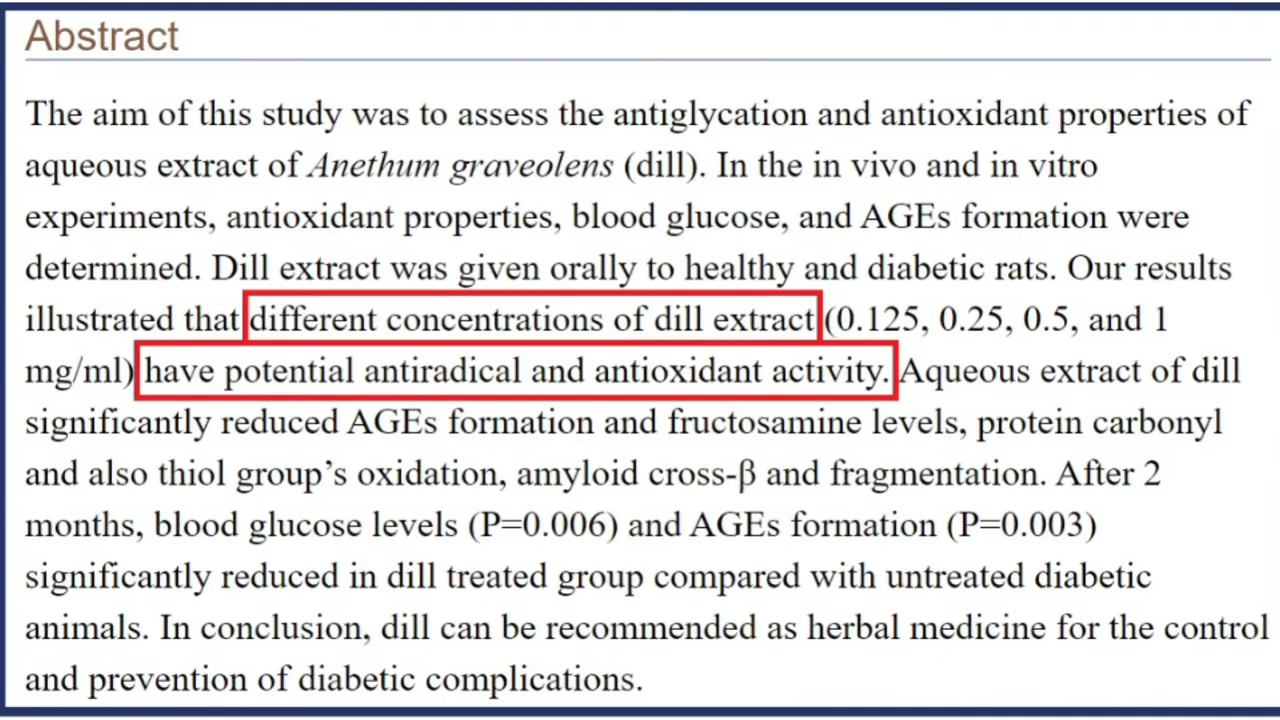 Abstract
The aim of this study was to assess the antiglycation and antioxidant properties of
aqueous extract of Anethum graveolens (dill). In the in vivo and in vitro
experiments, antioxidant properties, blood glucose, and AGEs formation were
determined. Dill extract was given orally to healthy and diabetic rats. Our results
illustrated that different concentrations of dill extract (0.125, 0.25, 0.5, and 1
mg/ml) have potential antiradical and antioxidant activity. Aqueous extract of dill
significantly reduced AGEs formation and fructosamine levels, protein carbonyl
and also thiol group’s oxidation, amyloid cross-β and fragmentation. After 2
months, blood glucose levels (P=0.006) and AGEs formation (P=0.003)
significantly reduced in dill treated group compared with untreated diabetic
animals. In conclusion, dill can be recommended as herbal medicine for the control
and prevention of diabetic complications.